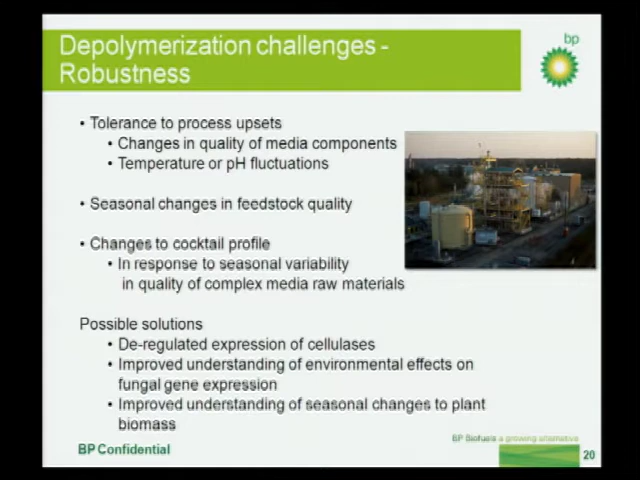 Depolymerization challenges -
Robustness
bp
• Tolerance to process upsets
• Changes in quality of media components
• Temperature or pH fluctuations
• Seasonal changes in feedstock quality
• Changes to cocktail profile
• In response to seasonal variability
in quality of complex media raw materials
Possible solutions
• De-regulated expression of cellulases
• Improved understanding of environmental effects on
fungal gene expression
• Improved understanding of seasonal changes to plant
biomass
BP Biofuels a growing alternative
BP Confidential
20